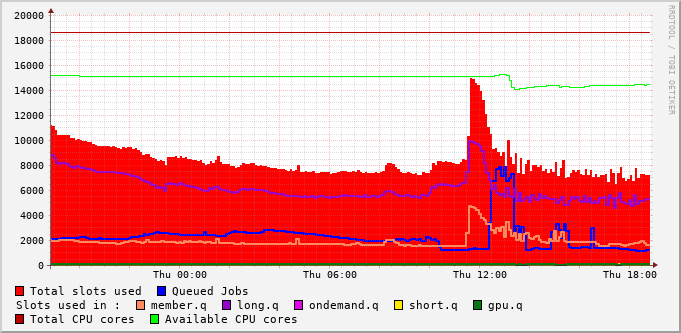 20000
18000
16000
14000
12000
10000
8000
6000
4000
2000
0
Thu 00:00 Thu 06:00 Thu 12:00 Thu 18:00
RRDTOOL / TOBI OETIKER
Total slots used Queued Jobs
Slots used in : member.q long.q ondemand.q short.q gpu.q
Total CPU cores Available CPU cores